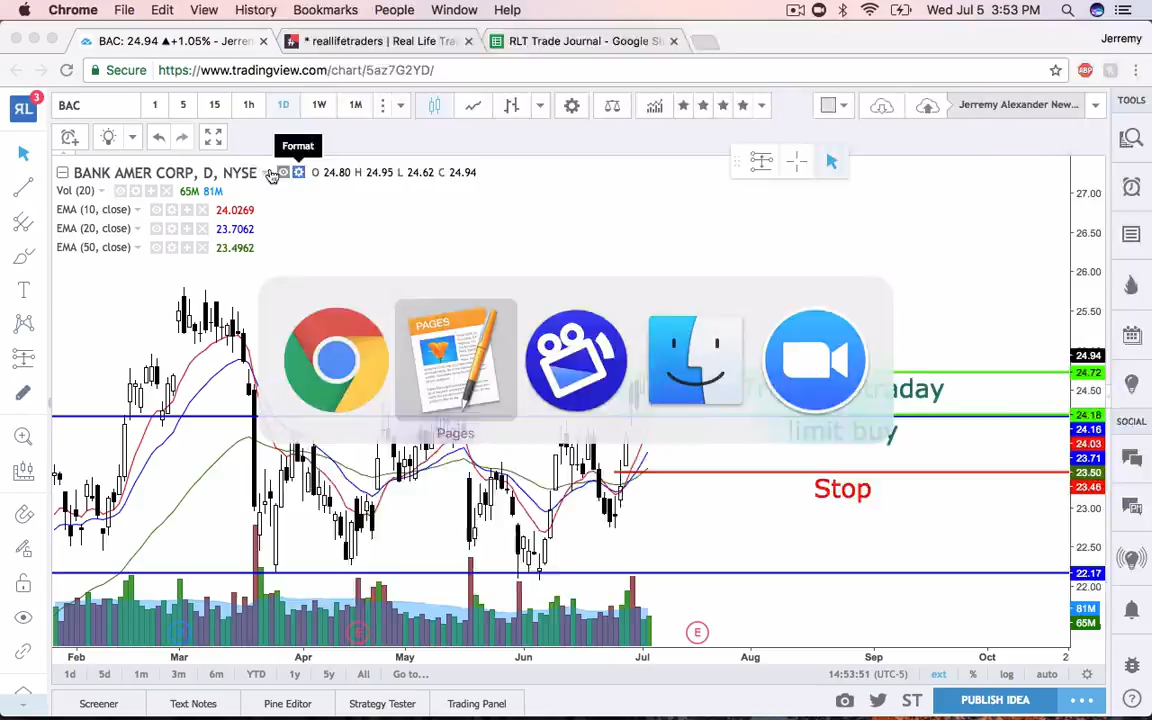 Chrome File Edit View History Bookmarks People Window Help Wed Jul 5 3:53 PM
BAC: 24.94 ▲+1.05% - Jerren
* reallifetraders | Real Life Tra
RLT Trade Journal - Google Sh
Jerremy
Secure https://www.tradingview.com/chart/5az7G2YD/
ABP
RL 3
BAC 1 5 15 1h 1D 1W 1M
Jerremy Alexander New...
TOOLS
Format
BANK AMER CORP, D, NYSE O 24.80 H 24.95 L 24.62 C 24.94
Vol (20) 65M 81M
EMA (10, close) 24.0269
EMA (20, close) 23.7062
EMA (50, close) 23.4962
27.00
26.50
26.00
25.50
24.94
24.72
24.18
24.16
24.03
23.71
23.50
23.46
23.00
22.50
22.17
22.00
81M
65M
PAGES
Pages
limit buy
Stop
SOCIAL
E E
Feb Mar Apr May Jun Jul Aug Sep Oct
1d 5d 1m 3m 6m YTD 1y 5y All Go to... 14:53:51 (UTC-5) ext % log auto
Screener Text Notes Pine Editor Strategy Tester Trading Panel ST PUBLISH IDEA